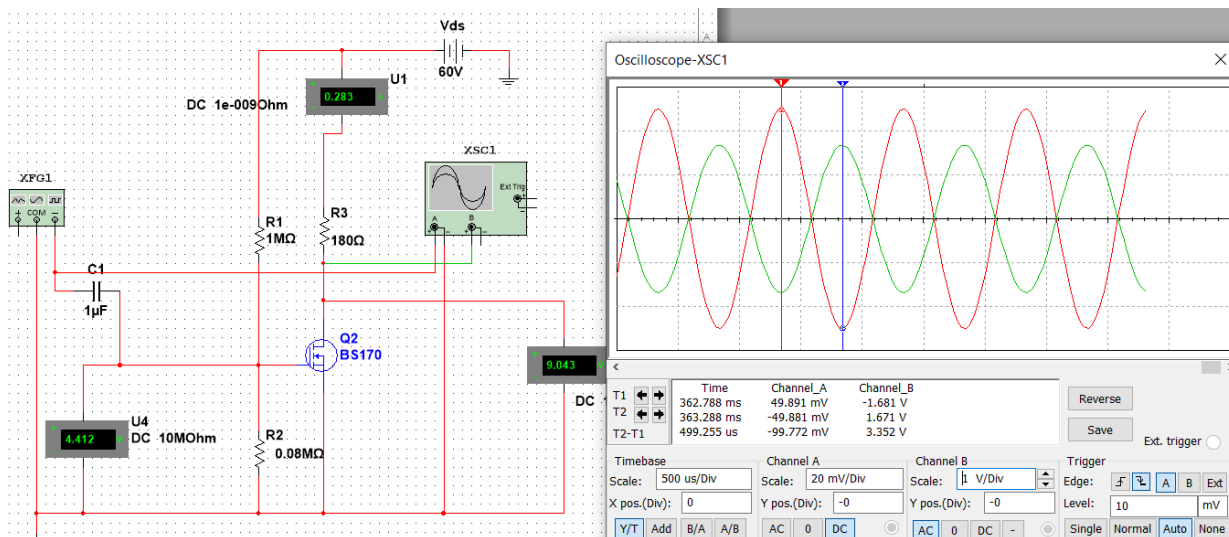 Vds
60V
U1
DC 1e-009Ohm
0.283
XSC1
Ext Trig
A
B
XFG1
COM
R1
1MΩ
R3
180Ω
C1
1µF
Q2
BS170
9.043
DC
U4
4.412
DC 10MOhm
R2
0.08MΩ
Oscilloscope-XSC1
Time Channel_A Channel_B
T1 362.788 ms 49.891 mV -1.681 V
T2 363.288 ms -49.881 mV 1.671 V
T2-T1 499.255 us -99.772 mV 3.352 V
Reverse
Save
Ext. trigger
Timebase Channel A Channel B Trigger
Scale: 500 us/Div Scale: 20 mV/Div Scale: 1 V/Div Edge: A B Ext
X pos.(Div): 0 Y pos.(Div): -0 Y pos.(Div): -0 Level: 10 mV
Y/T Add B/A A/B AC 0 DC AC 0 DC - Single Normal Auto None